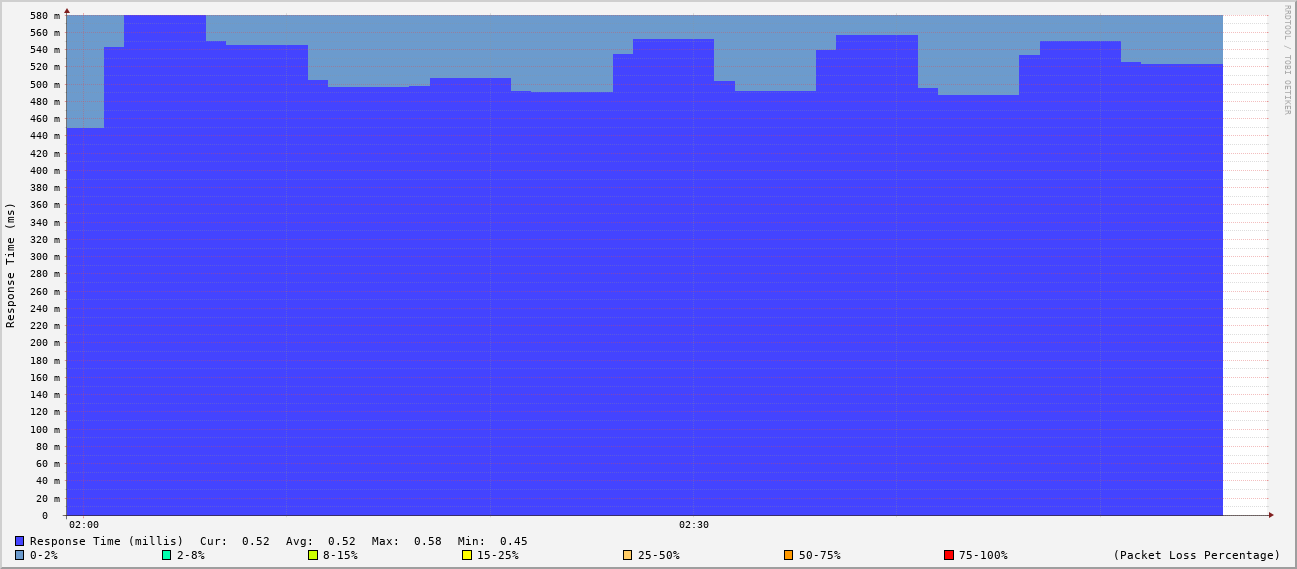 RRDTOOL / TOBI OETIKER
Response Time (ms)
580 m
560 m
540 m
520 m
500 m
480 m
460 m
440 m
420 m
400 m
380 m
360 m
340 m
320 m
300 m
280 m
260 m
240 m
220 m
200 m
180 m
160 m
140 m
120 m
100 m
80 m
60 m
40 m
20 m
0
02:00 02:30
Response Time (millis) Cur: 0.52 Avg: 0.52 Max: 0.58 Min: 0.45
0-2% 2-8% 8-15% 15-25% 25-50% 50-75% 75-100% (Packet Loss Percentage)